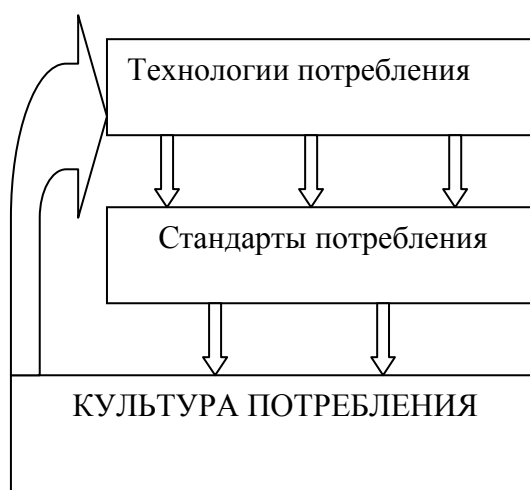 Технологии потребления
Стандарты потребления
КУЛЬТУРА ПОТРЕБЛЕНИЯ